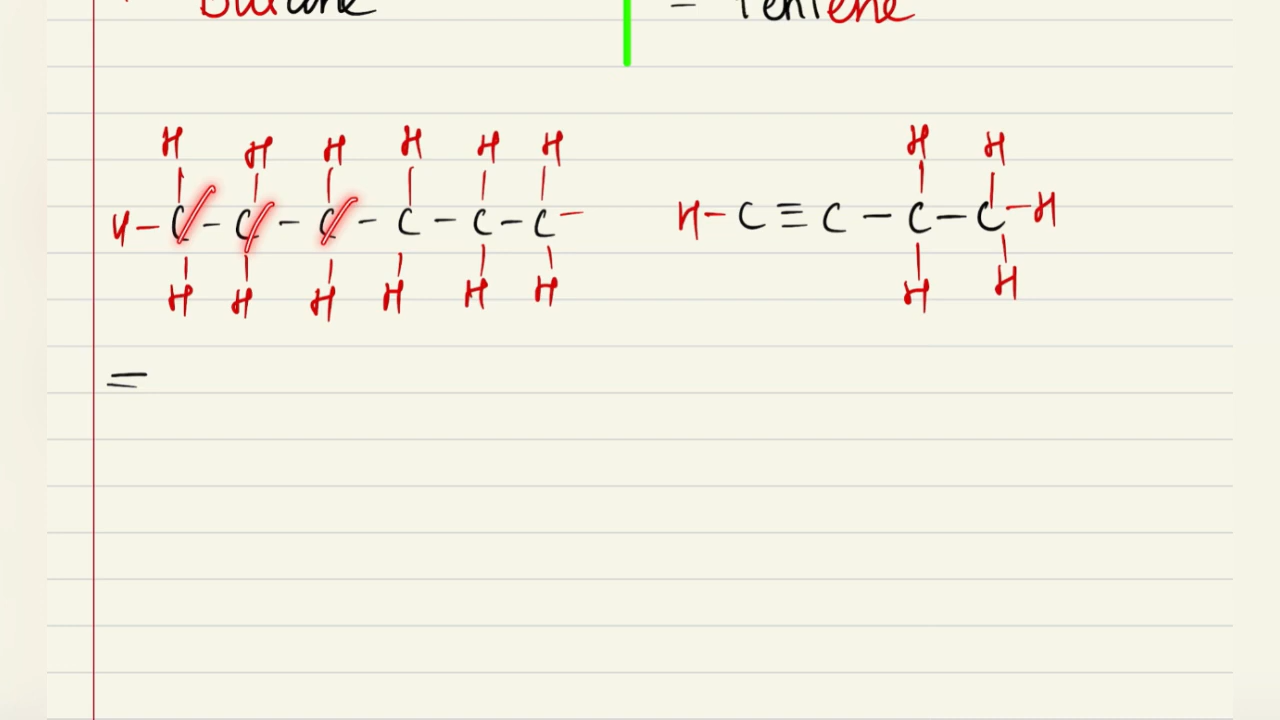 Butane
= Pentene
H H H H H H
H – C – C – C – C – C – C –
H H H H H H
H H
H – C ≡ C – C – C – H
H H
=